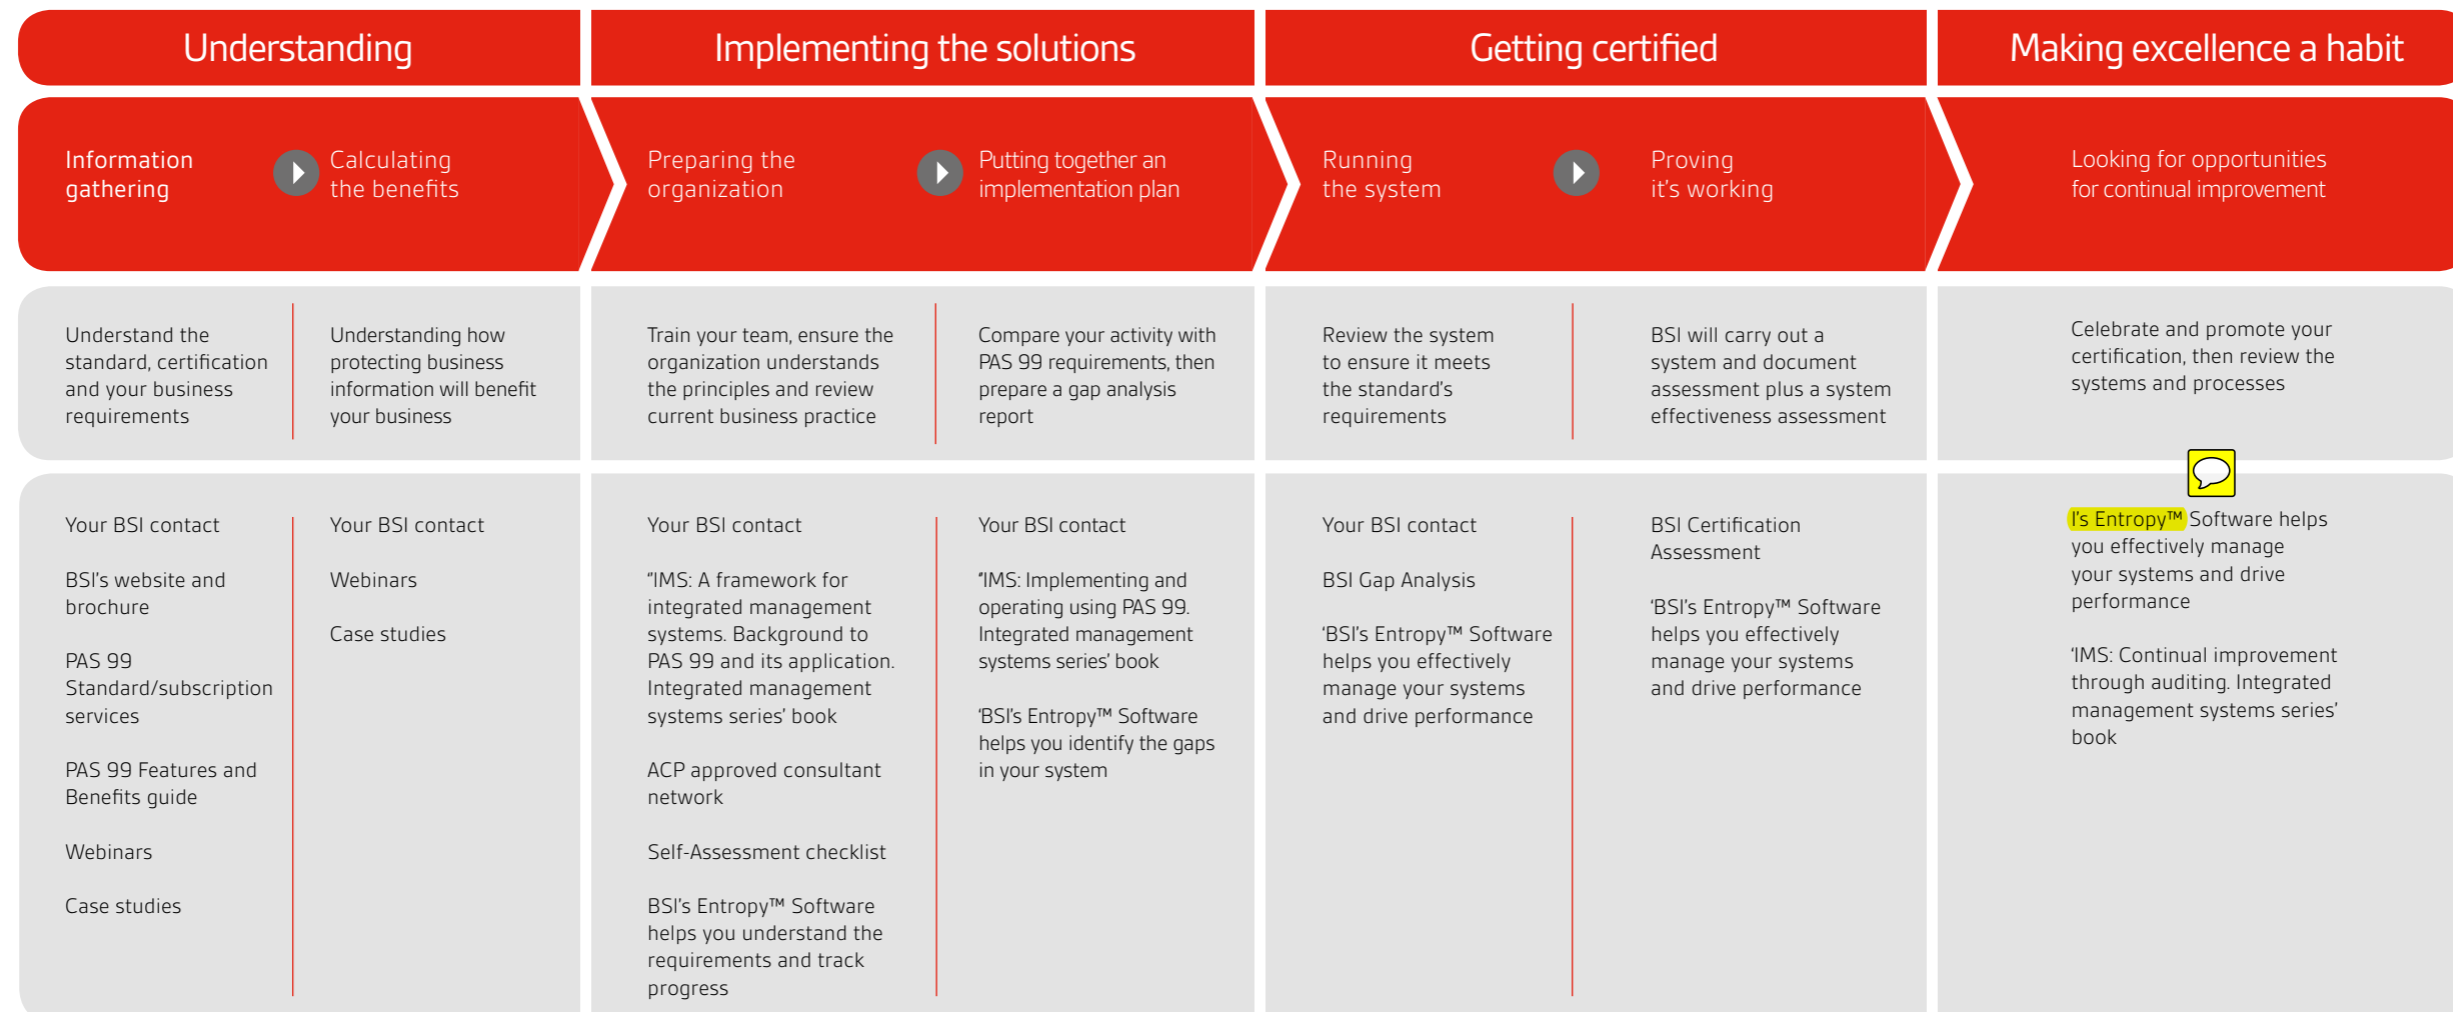 Understanding
Implementing the solutions
Getting certified
Making excellence a habit
Information
gathering
Calculating
the benefits
Preparing the
organization
Putting together an
implementation plan
Running
the system
Proving
it's working
Looking for opportunities
for continual improvement
Understand the
standard, certification
and your business
requirements
Understanding how
protecting business
information will benefit
your business
Train your team, ensure the
organization understands
the principles and review
current business practice
Compare your activity with
PAS 99 requirements, then
prepare a gap analysis
report
Review the system
to ensure it meets
the standard's
requirements
BSI will carry out a
system and document
assessment plus a system
effectiveness assessment
Celebrate and promote your
certification, then review the
systems and processes
Your BSI contact
BSI's website and
brochure
PAS 99
Standard/subscription
services
PAS 99 Features and
Benefits guide
Webinars
Case studies
Your BSI contact
Webinars
Case studies
Your BSI contact
‘'IMS: A framework for
integrated management
systems. Background to
PAS 99 and its application.
Integrated management
systems series’ book
ACP approved consultant
network
Self-Assessment checklist
BSI's Entropy™ Software
helps you understand the
requirements and track
progress
Your BSI contact
‘'IMS: Implementing and
operating using PAS 99.
Integrated management
systems series’ book
‘BSI's Entropy™ Software
helps you identify the gaps
in your system
Your BSI contact
BSI Gap Analysis
‘BSI's Entropy™ Software
helps you effectively
manage your systems
and drive performance
BSI Certification
Assessment
‘BSI's Entropy™ Software
helps you effectively
manage your systems
and drive performance
I's Entropy™ Software helps
you effectively manage
your systems and drive
performance
‘IMS: Continual improvement
through auditing. Integrated
management systems series’
book